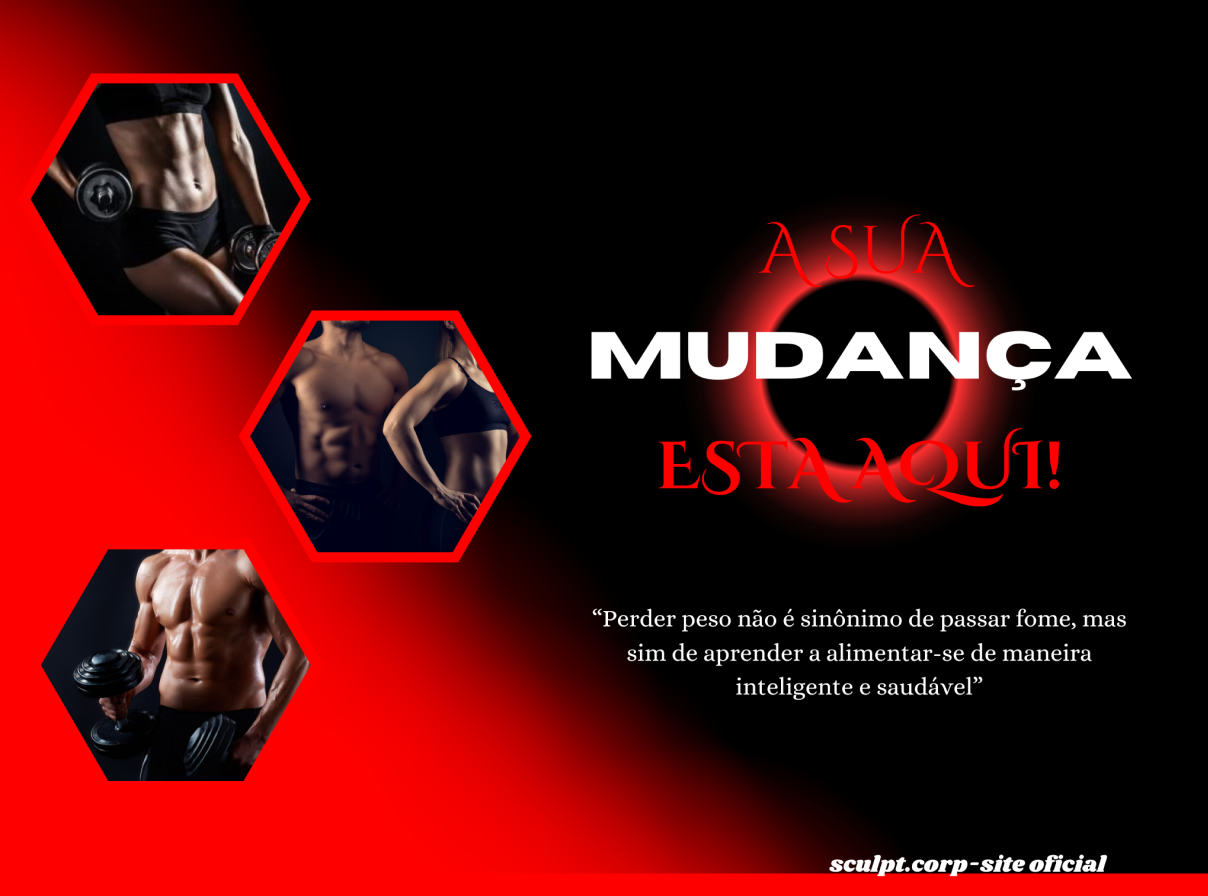 A SUA
MUDANÇA
ESTA AQUI!
“Perder peso não é sinônimo de passar fome, mas
sim de aprender a alimentar-se de maneira
inteligente e saudável”
sculpt.corp-site oficial